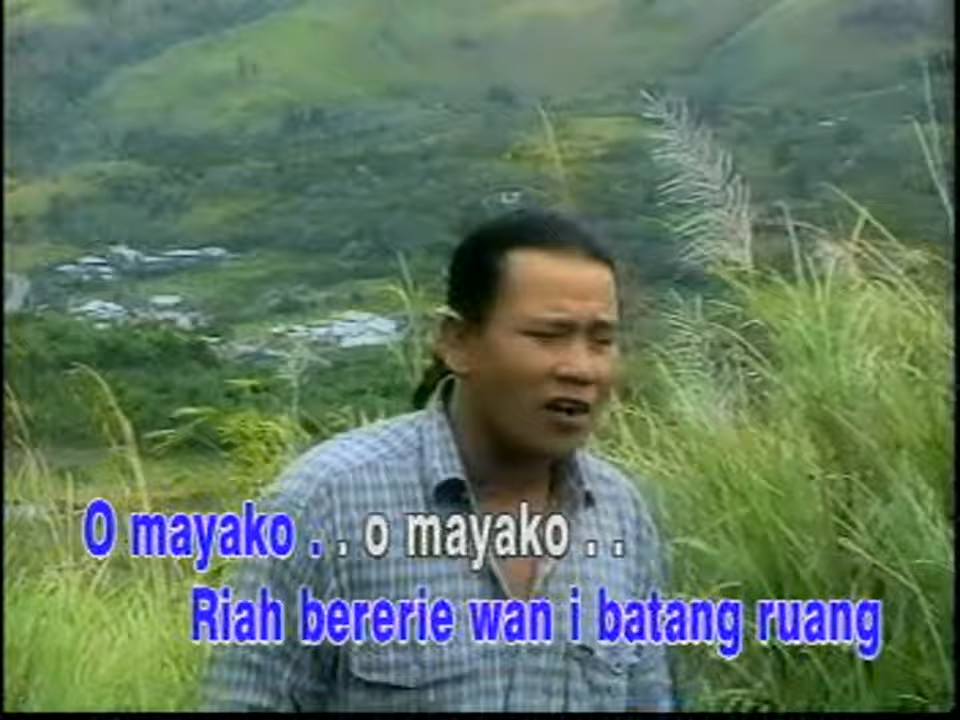 O mayako . . o mayako . .
Riah bererie wan i batang ruang